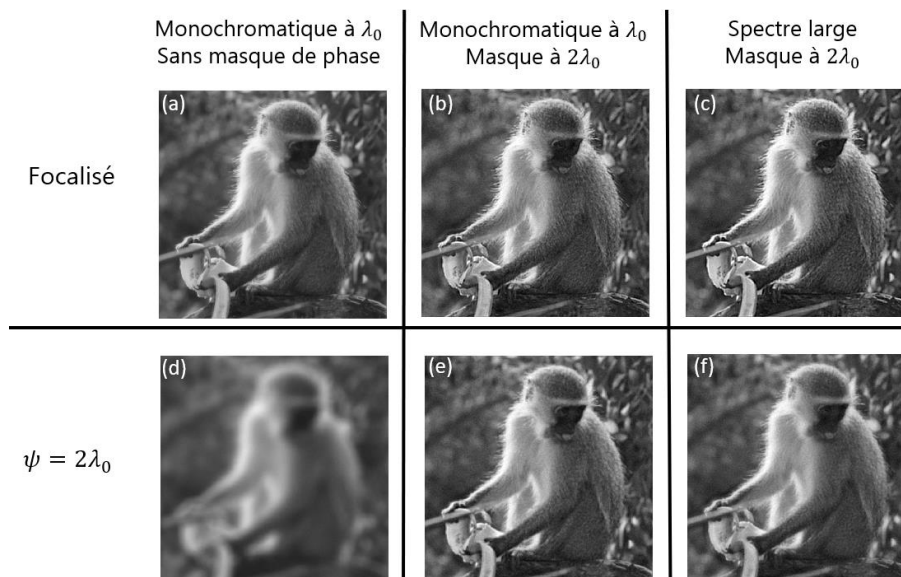 Monochromatique à λ₀
Sans masque de phase
Monochromatique à λ₀
Masque à 2λ₀
Spectre large
Masque à 2λ₀
Focalisé
(a)
(b)
(c)
ψ = 2λ₀
(d)
(e)
(f)